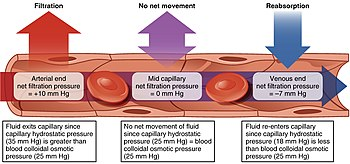 Filtration
No net movement
Reabsorption
Arterial end
net filtration pressure
= +10 mm Hg
Mid capillary
net filtration pressure
= 0 mm Hg
Venous end
net filtration pressure
= –7 mm Hg
Fluid exits capillary since
capillary hydrostatic pressure
(35 mm Hg) is greater than
blood colloidal osmotic pressure
(25 mm Hg)
No net movement of fluid
since capillary hydrostatic
pressure (25 mm Hg) = blood
colloidal osmotic pressure
(25 mm Hg)
Fluid re-enters capillary
since capillary hydrostatic
pressure (18 mm Hg) is less
than blood colloidal osmotic
pressure (25 mm Hg)